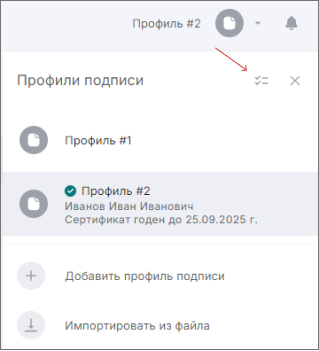 Профиль #2
Профили подписи
Профиль #1
Профиль #2
Иванов Иван Иванович
Сертификат годен до 25.09.2025 г.
Добавить профиль подписи
Импортировать из файла